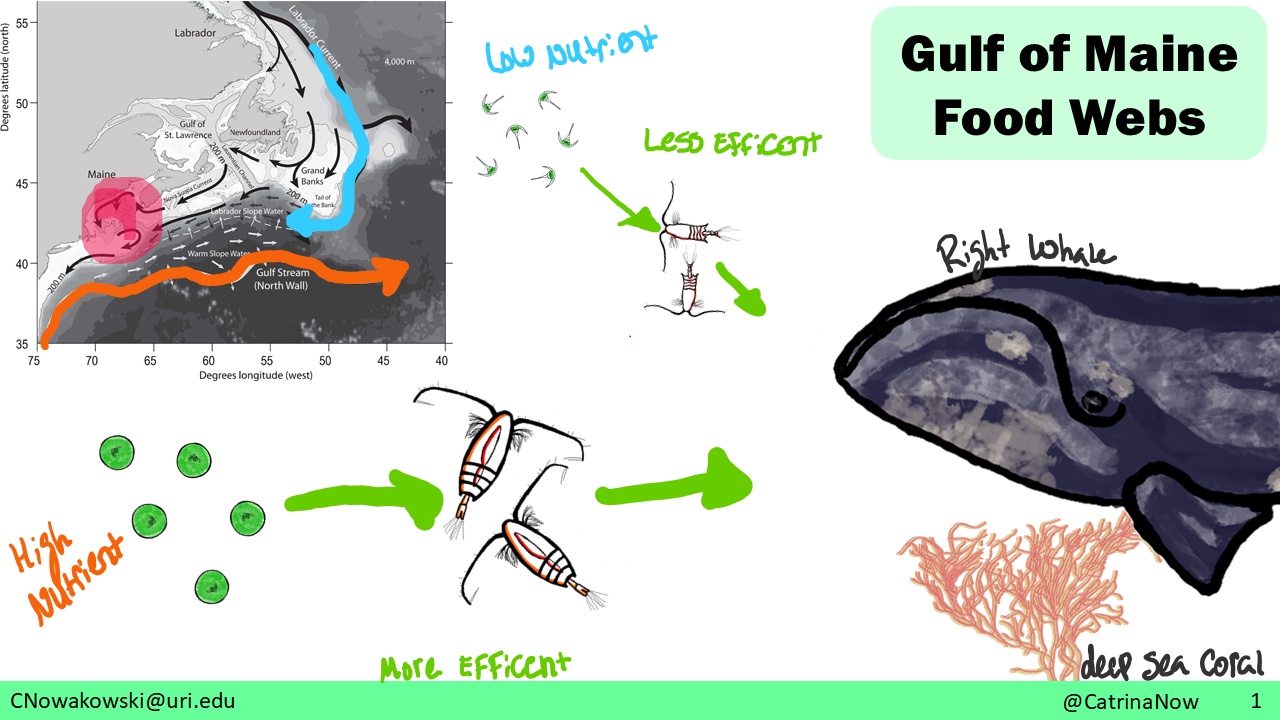 Gulf of Maine
Food Webs
Degrees latitude (north)
55
50
45
40
35
75
70
65
60
55
50
45
40
Degrees longitude (west)
Labrador
Labrador Current
4,000 m
Gulf of
St. Lawrence
Newfoundland
200 m
Laurentian Channel
Grand
Banks
Maine
Nova Scotia Current
200 m
Tail of
the Bank
Labrador Slope Water
Warm Slope Water
Gulf Stream
(North Wall)
200 m
Low Nutrient
Less Efficent
Right Whale
High
Nutrient
More Efficent
deep sea coral
CNowakowski@uri.edu
@CatrinaNow
1